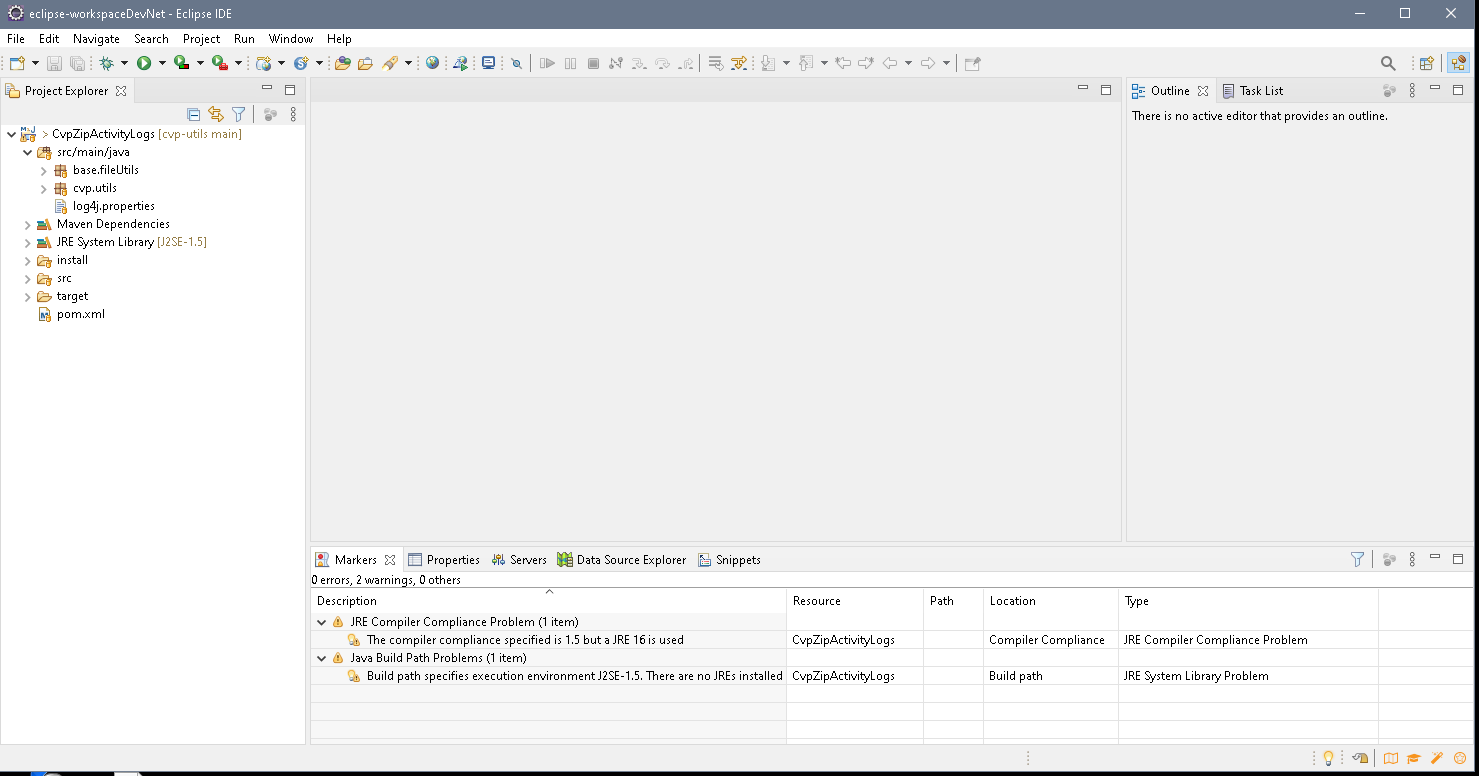 eclipse-workspaceDevNet - Eclipse IDE
File Edit Navigate Search Project Run Window Help
Project Explorer
> CvpZipActivityLogs [cvp-utils main]
src/main/java
base.fileUtils
cvp.utils
log4j.properties
Maven Dependencies
JRE System Library [J2SE-1.5]
install
src
target
pom.xml
Outline Task List
There is no active editor that provides an outline.
Markers Properties Servers Data Source Explorer Snippets
0 errors, 2 warnings, 0 others
Description Resource Path Location Type
JRE Compiler Compliance Problem (1 item)
The compiler compliance specified is 1.5 but a JRE 16 is used CvpZipActivityLogs Compiler Compliance JRE Compiler Compliance Problem
Java Build Path Problems (1 item)
Build path specifies execution environment J2SE-1.5. There are no JREs installed CvpZipActivityLogs Build path JRE System Library Problem